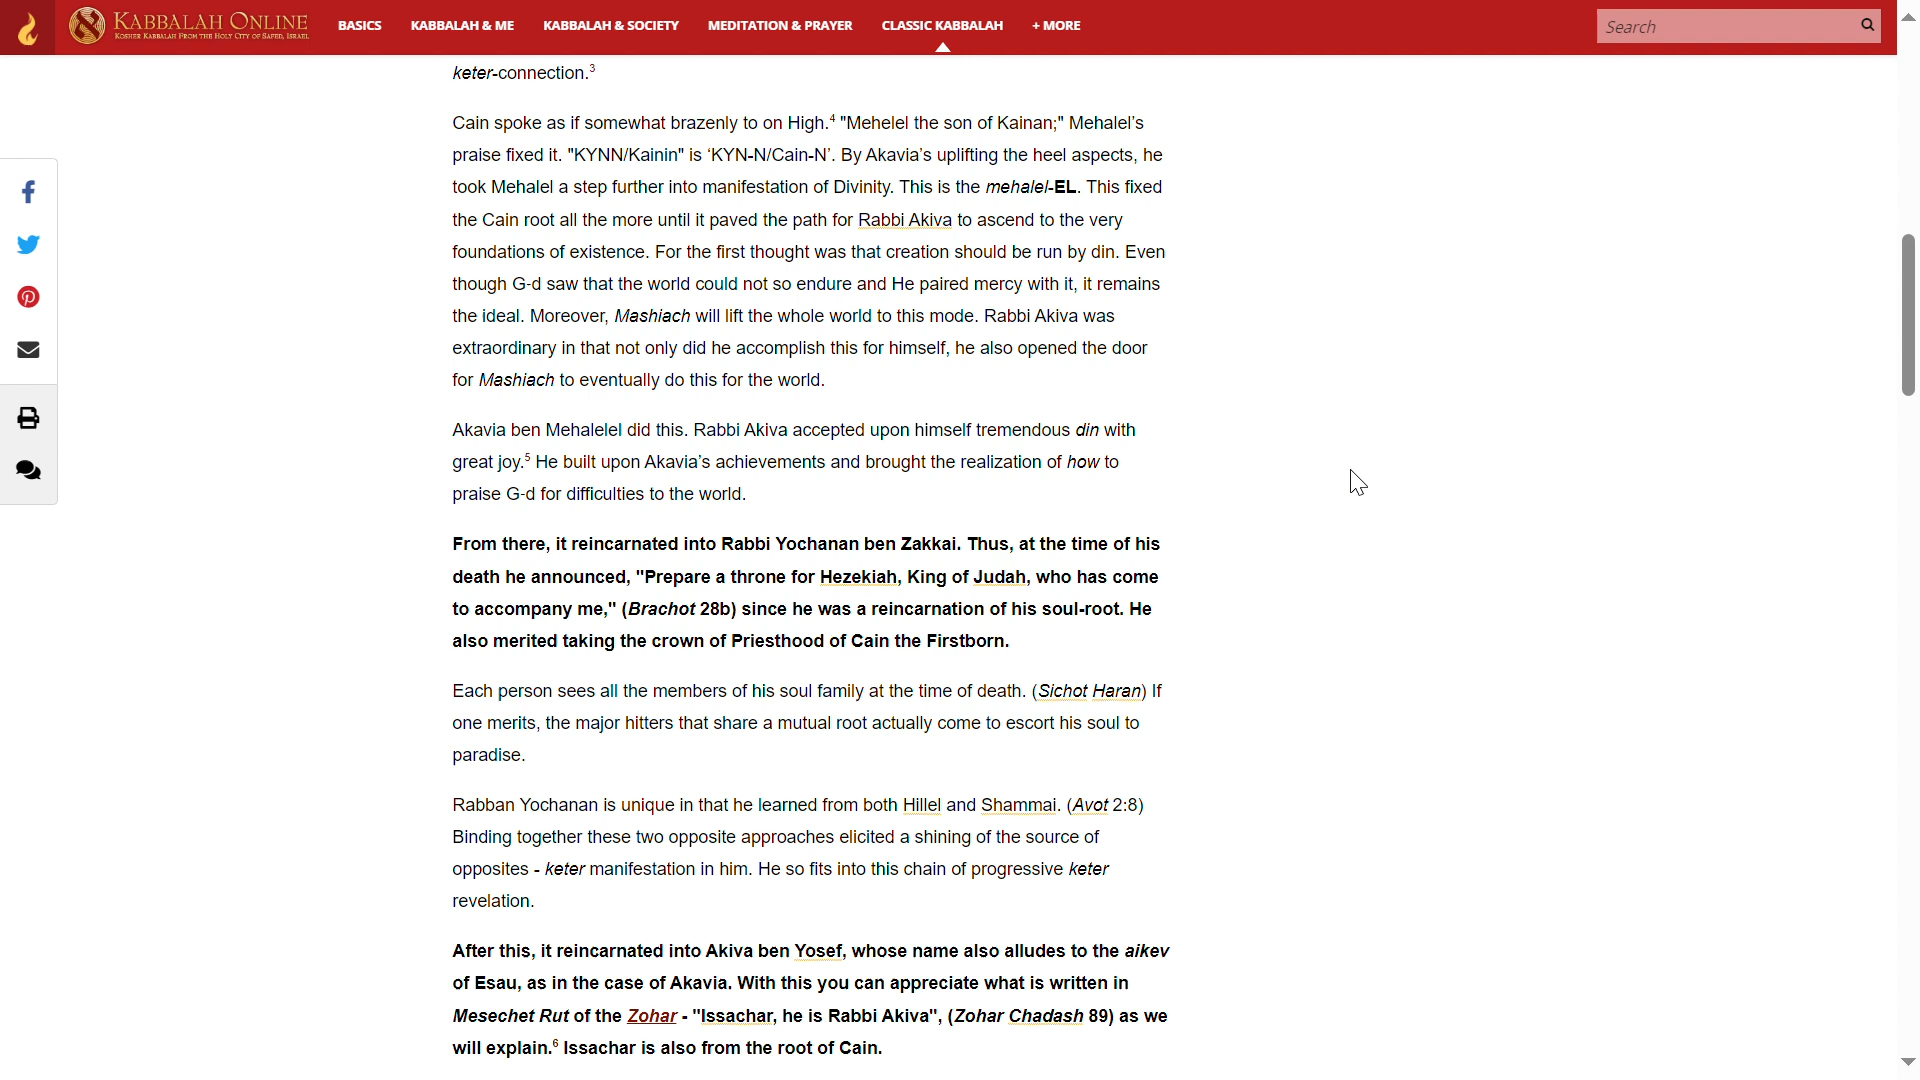 KABBALAH ONLINE
KOSHER KABBALAH FROM THE HOLY CITY OF SAFED, ISRAEL
BASICS
KABBALAH & ME
KABBALAH & SOCIETY
MEDITATION & PRAYER
CLASSIC KABBALAH
+ MORE
Search
keter-connection.3
Cain spoke as if somewhat brazenly to on High.4 "Mehelel the son of Kainan;" Mehalel’s
praise fixed it. "KYNN/Kainin" is ‘KYN-N/Cain-N’. By Akavia’s uplifting the heel aspects, he
took Mehalel a step further into manifestation of Divinity. This is the mehalel-EL. This fixed
the Cain root all the more until it paved the path for Rabbi Akiva to ascend to the very
foundations of existence. For the first thought was that creation should be run by din. Even
though G-d saw that the world could not so endure and He paired mercy with it, it remains
the ideal. Moreover, Mashiach will lift the whole world to this mode. Rabbi Akiva was
extraordinary in that not only did he accomplish this for himself, he also opened the door
for Mashiach to eventually do this for the world.
Akavia ben Mehalelel did this. Rabbi Akiva accepted upon himself tremendous din with
great joy.5 He built upon Akavia’s achievements and brought the realization of how to
praise G-d for difficulties to the world.
From there, it reincarnated into Rabbi Yochanan ben Zakkai. Thus, at the time of his
death he announced, "Prepare a throne for Hezekiah, King of Judah, who has come
to accompany me," (Brachot 28b) since he was a reincarnation of his soul-root. He
also merited taking the crown of Priesthood of Cain the Firstborn.
Each person sees all the members of his soul family at the time of death. (Sichot Haran) If
one merits, the major hitters that share a mutual root actually come to escort his soul to
paradise.
Rabban Yochanan is unique in that he learned from both Hillel and Shammai. (Avot 2:8)
Binding together these two opposite approaches elicited a shining of the source of
opposites - keter manifestation in him. He so fits into this chain of progressive keter
revelation.
After this, it reincarnated into Akiva ben Yosef, whose name also alludes to the aikev
of Esau, as in the case of Akavia. With this you can appreciate what is written in
Mesechet Rut of the Zohar - "Issachar, he is Rabbi Akiva", (Zohar Chadash 89) as we
will explain.6 Issachar is also from the root of Cain.